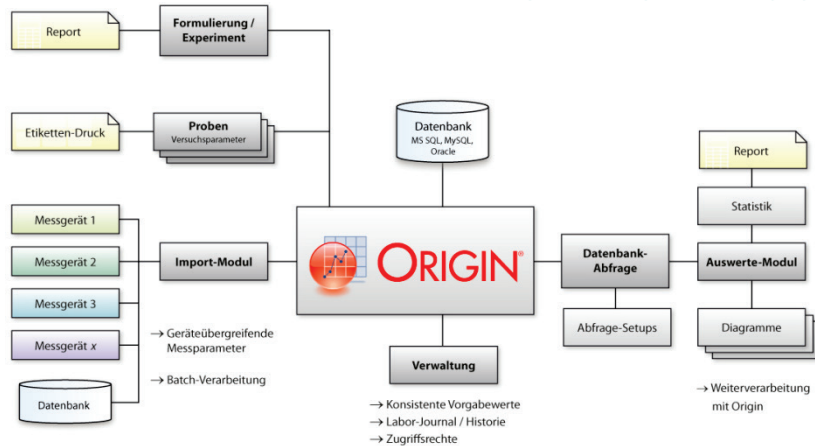 Report
Formulierung /
Experiment
Etiketten-Druck
Proben
Versuchsparameter
Datenbank
MS SQL, MySQL,
Oracle
Report
Statistik
Messgerät 1
Messgerät 2
Messgerät 3
Messgerät x
Datenbank
Import-Modul
→ Geräteübergreifende
Messparameter
→ Batch-Verarbeitung
ORIGIN®
Verwaltung
→ Konsistente Vorgabewerte
→ Labor-Journal / Historie
→ Zugriffsrechte
Datenbank-
Abfrage
Abfrage-Setups
Auswerte-Modul
Diagramme
→ Weiterverarbeitung
mit Origin